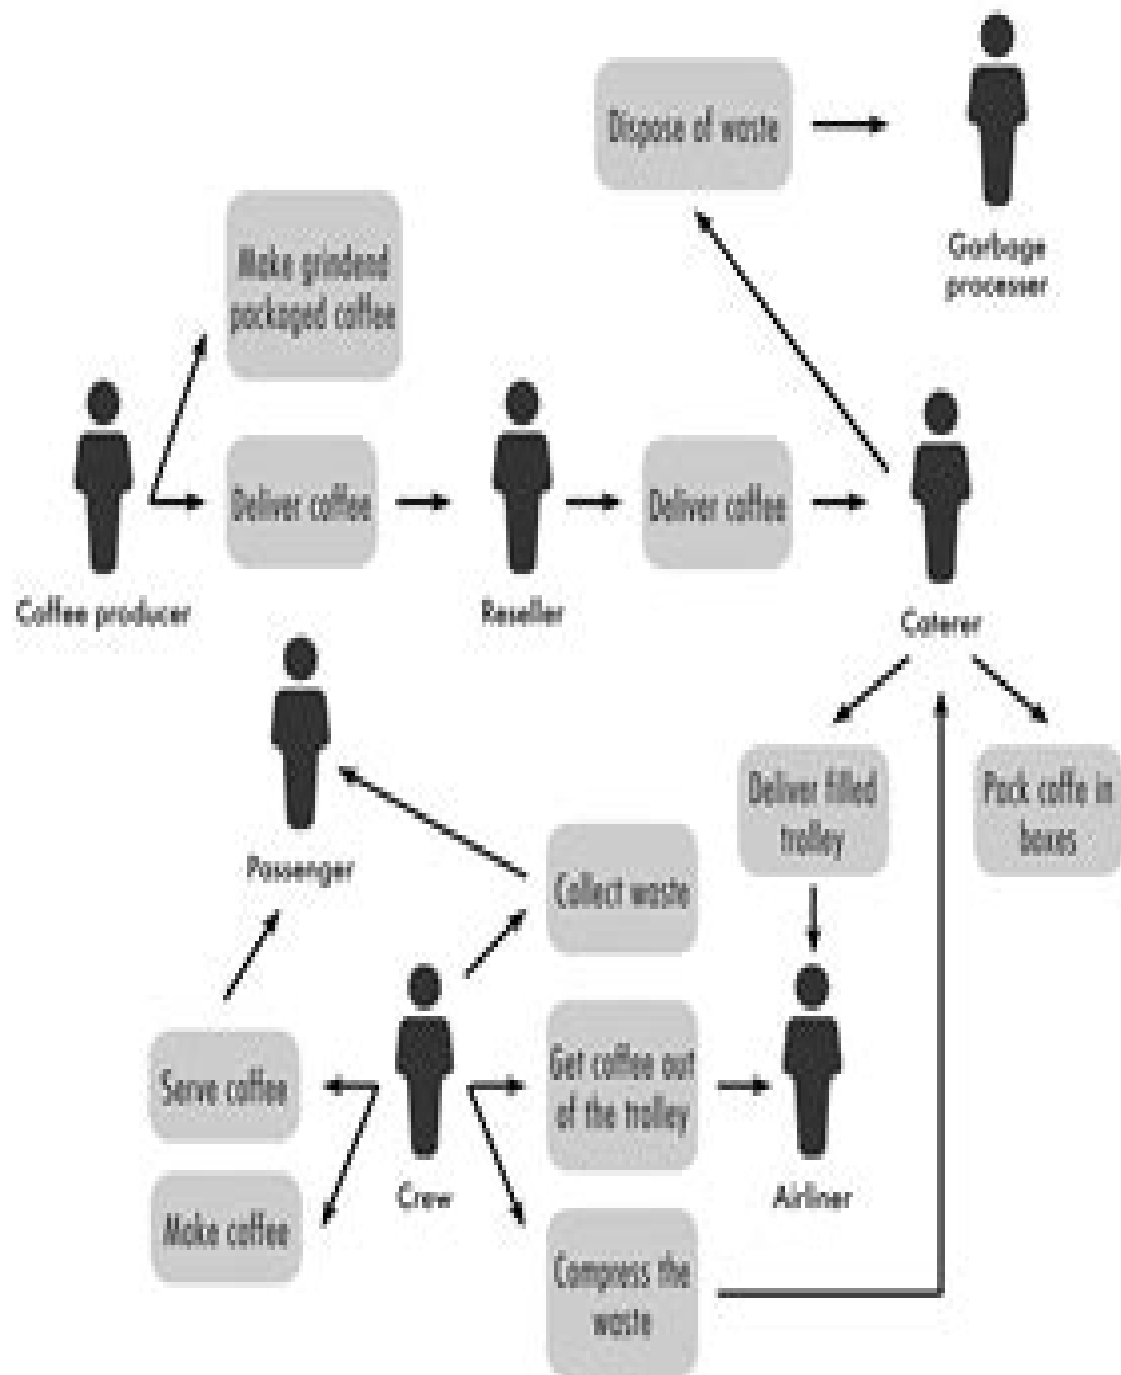 Dispose of waste
Garbage
processer
Make grindend
packaged coffee
Deliver coffee
Deliver coffee
Coffee producer
Reseller
Caterer
Passenger
Deliver filled
trolley
Pack coffe in
boxes
Collect waste
Serve coffee
Get coffee out
of the trolley
Crew
Airliner
Make coffee
Compress the
waste